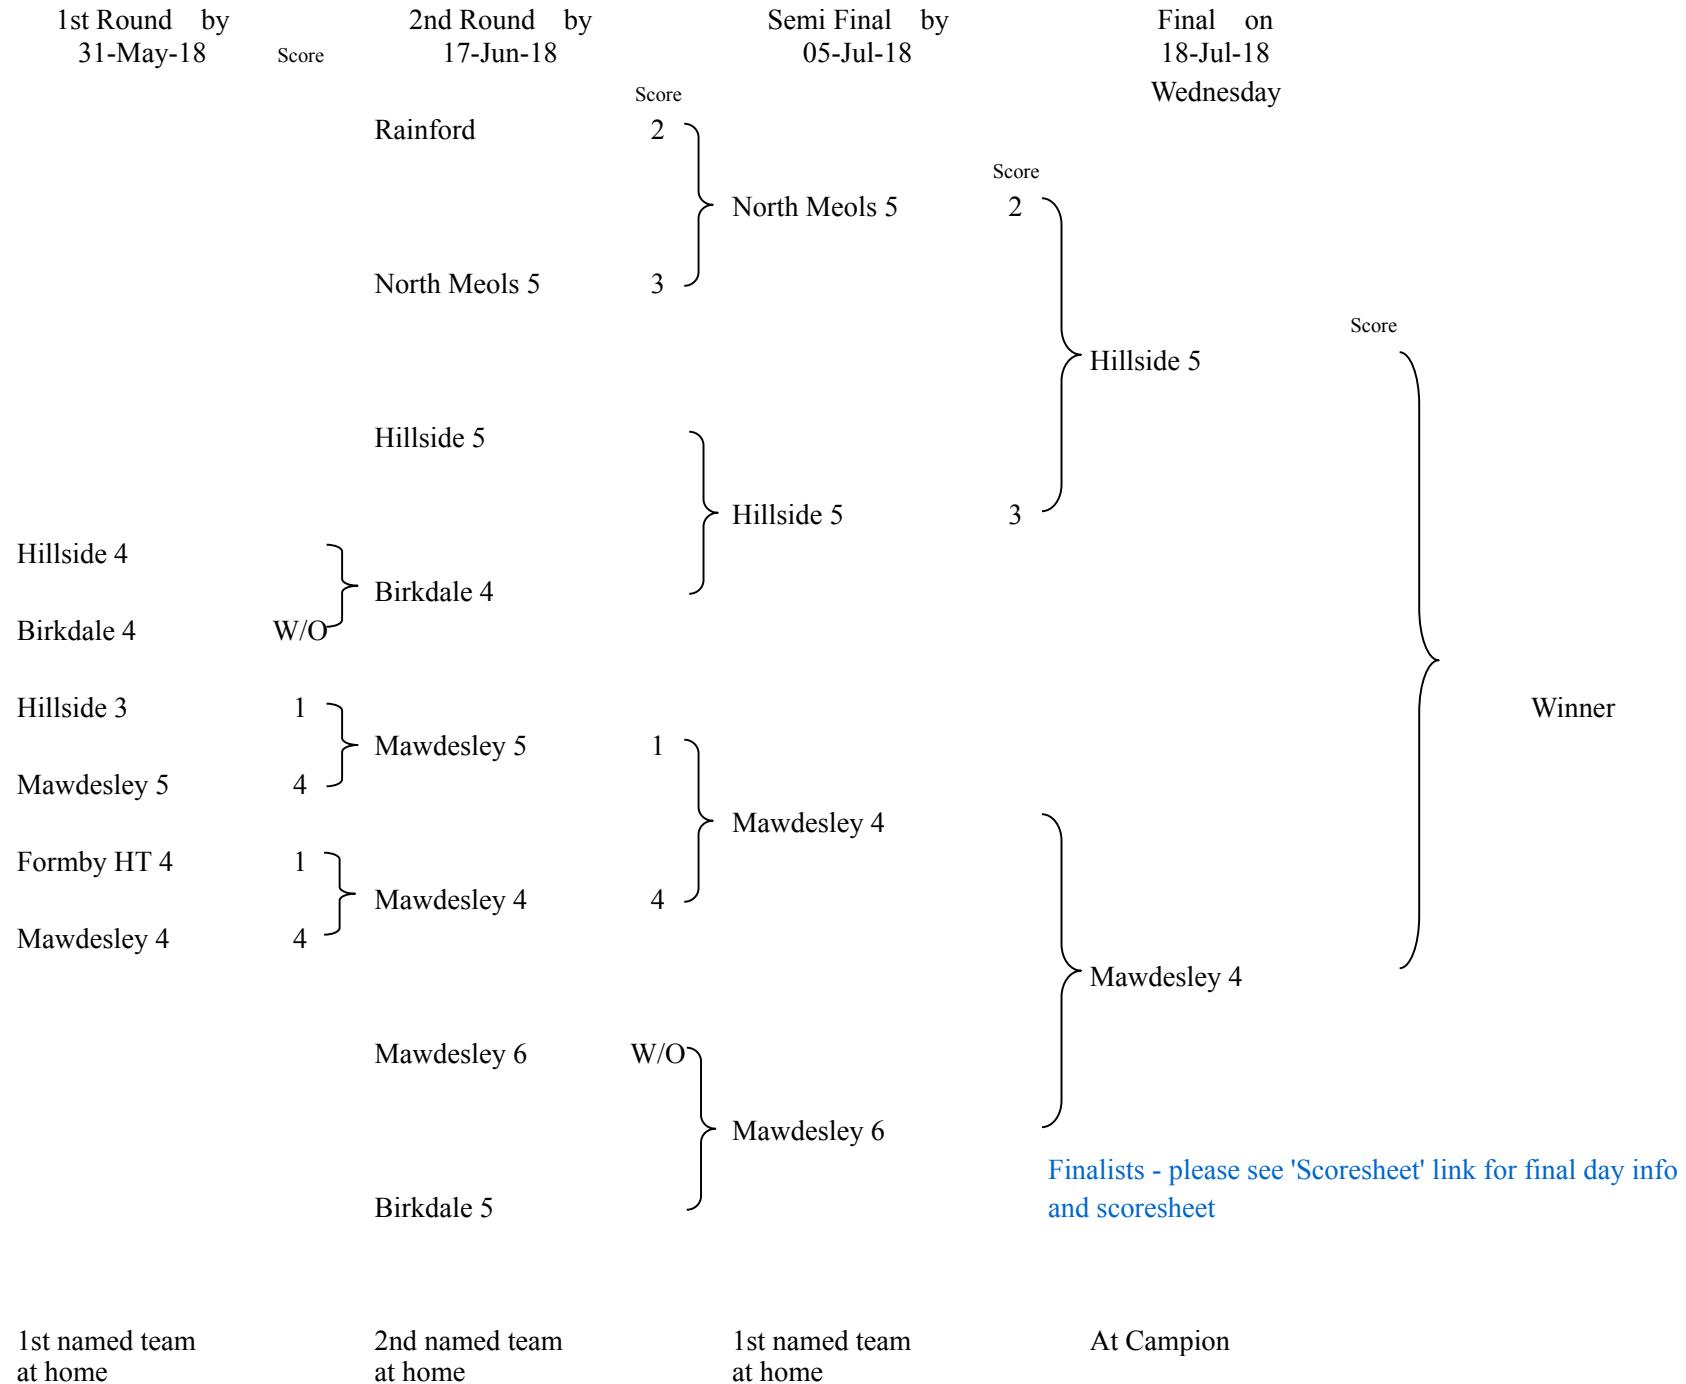 1st Round by 2nd Round by Semi Final by Final on
31-May-18 Score 17-Jun-18 05-Jul-18 18-Jul-18
Score Wednesday
Rainford 2
Score
North Meols 5 2
North Meols 5 3
Score
Hillside 5
Hillside 5
Hillside 5 3
Hillside 4
Birkdale 4
Birkdale 4 W/O
Hillside 3 1 Winner
Mawdesley 5 1
Mawdesley 5 4
Mawdesley 4
Formby HT 4 1
Mawdesley 4 4
Mawdesley 4 4
Mawdesley 4
Mawdesley 6 W/O
Mawdesley 6
Finalists - please see 'Scoresheet' link for final day info
and scoresheet
Birkdale 5
1st named team 2nd named team 1st named team At Campion
at home at home at home